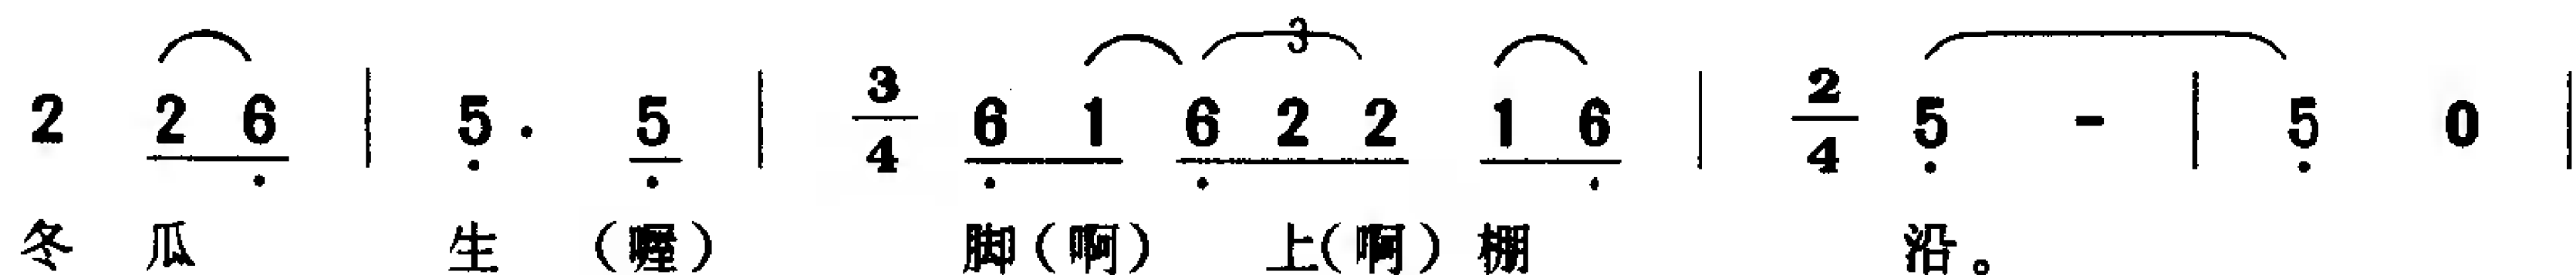 2 2 6 | 5 · 5 | 3/4 6 1 6 2 2 1 6 | 2/4 5 - | 5 0 |
3
冬 瓜 生 （喔） 脚（啊） 上（啊）棚 沿。